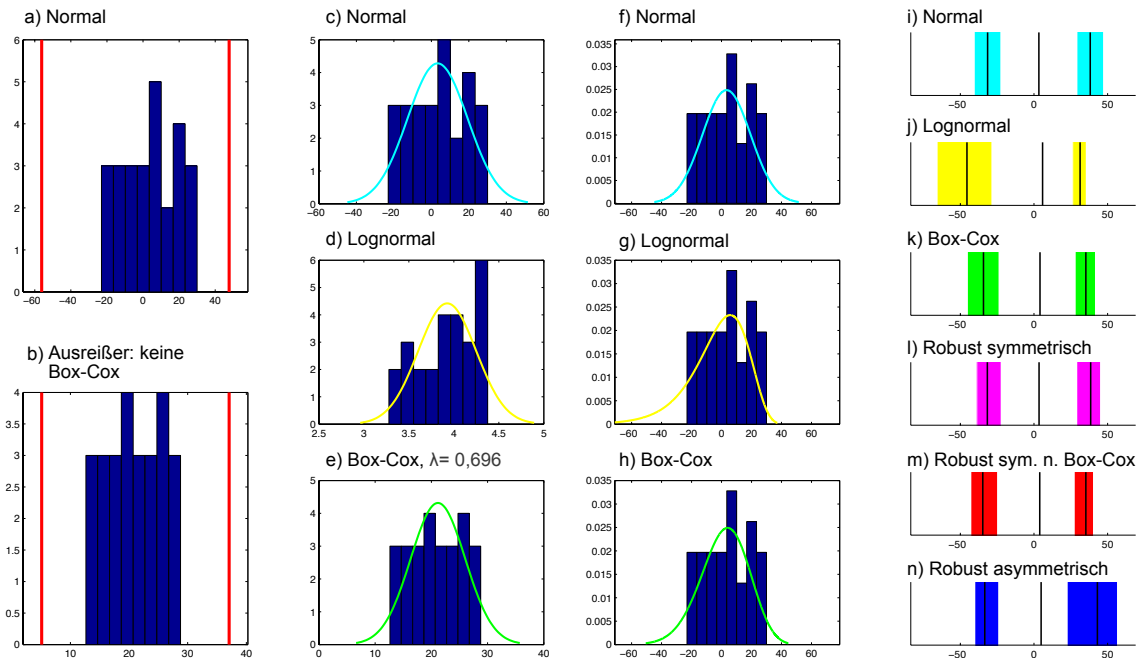 a) Normal
6
5
4
3
2
1
0
−60 −40 −20 0 20 40
b) Ausreißer: keine
Box-Cox
4
3.5
3
2.5
2
1.5
1
0.5
0
10 20 30 40
c) Normal
5
4
3
2
1
0
−60 −40 −20 0 20 40 60
d) Lognormal
6
5
4
3
2
1
0
2.5 3 3.5 4 4.5 5
e) Box-Cox, λ= 0,696
5
4
3
2
1
0
0 10 20 30 40
f) Normal
0.035
0.03
0.025
0.02
0.015
0.01
0.005
0
−60 −40 −20 0 20 40 60
g) Lognormal
0.035
0.03
0.025
0.02
0.015
0.01
0.005
0
−60 −40 −20 0 20 40 60
h) Box-Cox
0.035
0.03
0.025
0.02
0.015
0.01
0.005
0
−60 −40 −20 0 20 40 60
i) Normal
−50 0 50
j) Lognormal
−50 0 50
k) Box-Cox
−50 0 50
l) Robust symmetrisch
−50 0 50
m) Robust sym. n. Box-Cox
−50 0 50
n) Robust asymmetrisch
−50 0 50